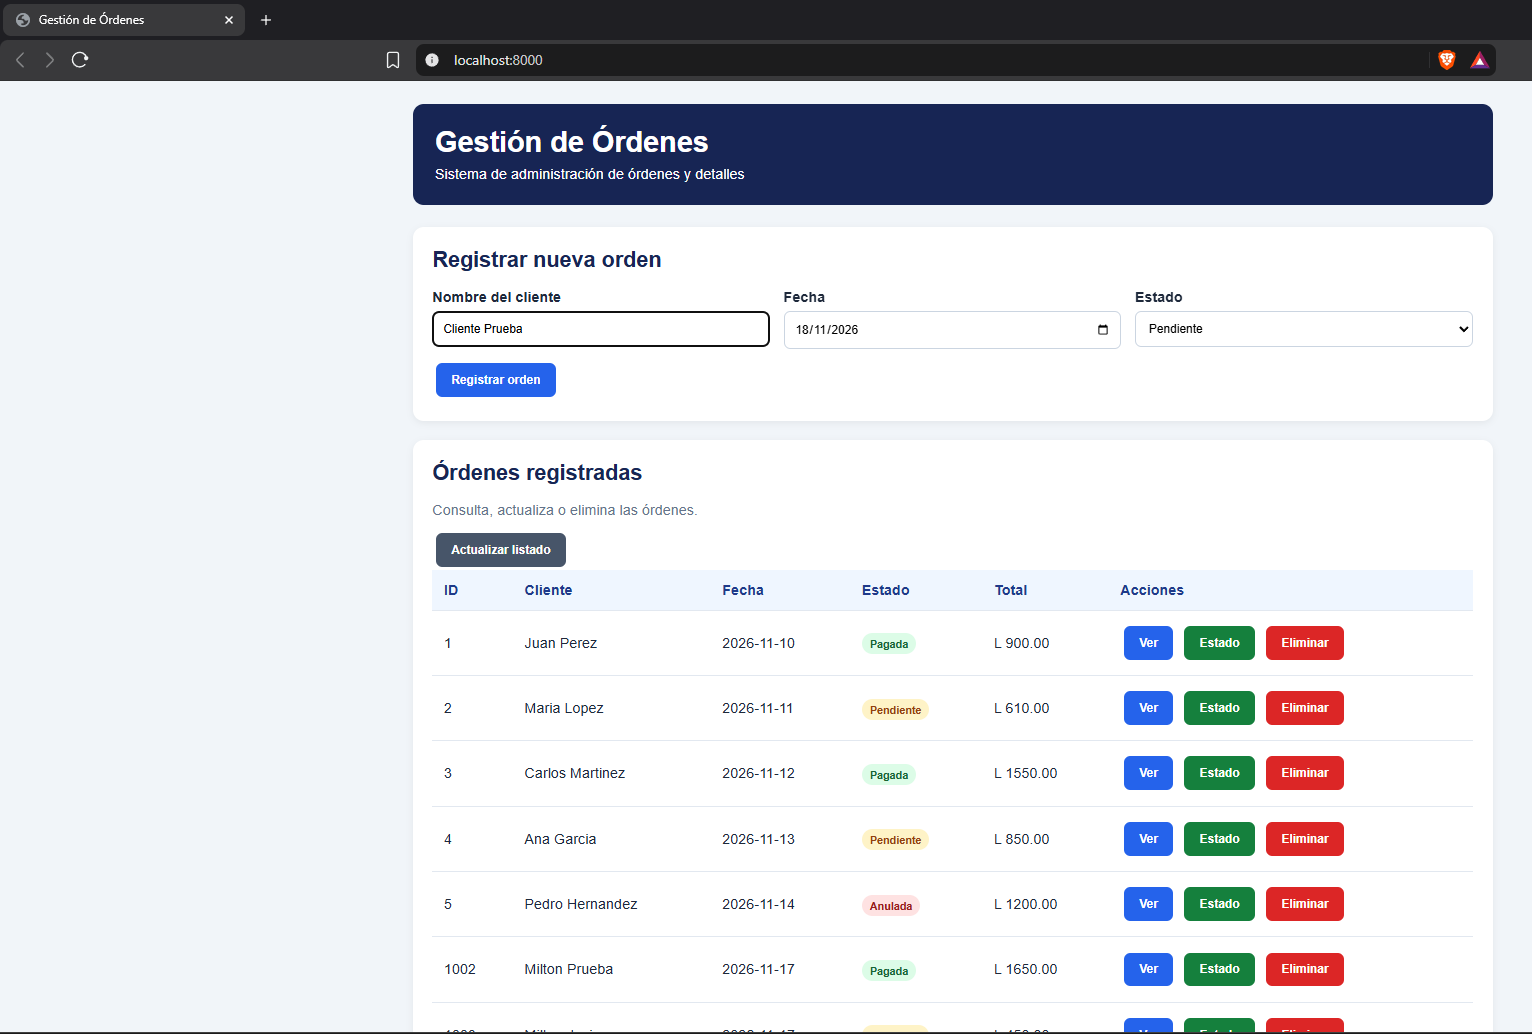 Gestión de Órdenes
localhost:8000
Gestión de Órdenes
Sistema de administración de órdenes y detalles
Registrar nueva orden
Nombre del cliente Fecha Estado
Cliente Prueba 18/11/2026 Pendiente
Registrar orden
Órdenes registradas
Consulta, actualiza o elimina las órdenes.
Actualizar listado
ID Cliente Fecha Estado Total Acciones
1 Juan Perez 2026-11-10 Pagada L 900.00 Ver Estado Eliminar
2 Maria Lopez 2026-11-11 Pendiente L 610.00 Ver Estado Eliminar
3 Carlos Martinez 2026-11-12 Pagada L 1550.00 Ver Estado Eliminar
4 Ana Garcia 2026-11-13 Pendiente L 850.00 Ver Estado Eliminar
5 Pedro Hernandez 2026-11-14 Anulada L 1200.00 Ver Estado Eliminar
1002 Milton Prueba 2026-11-17 Pagada L 1650.00 Ver Estado Eliminar